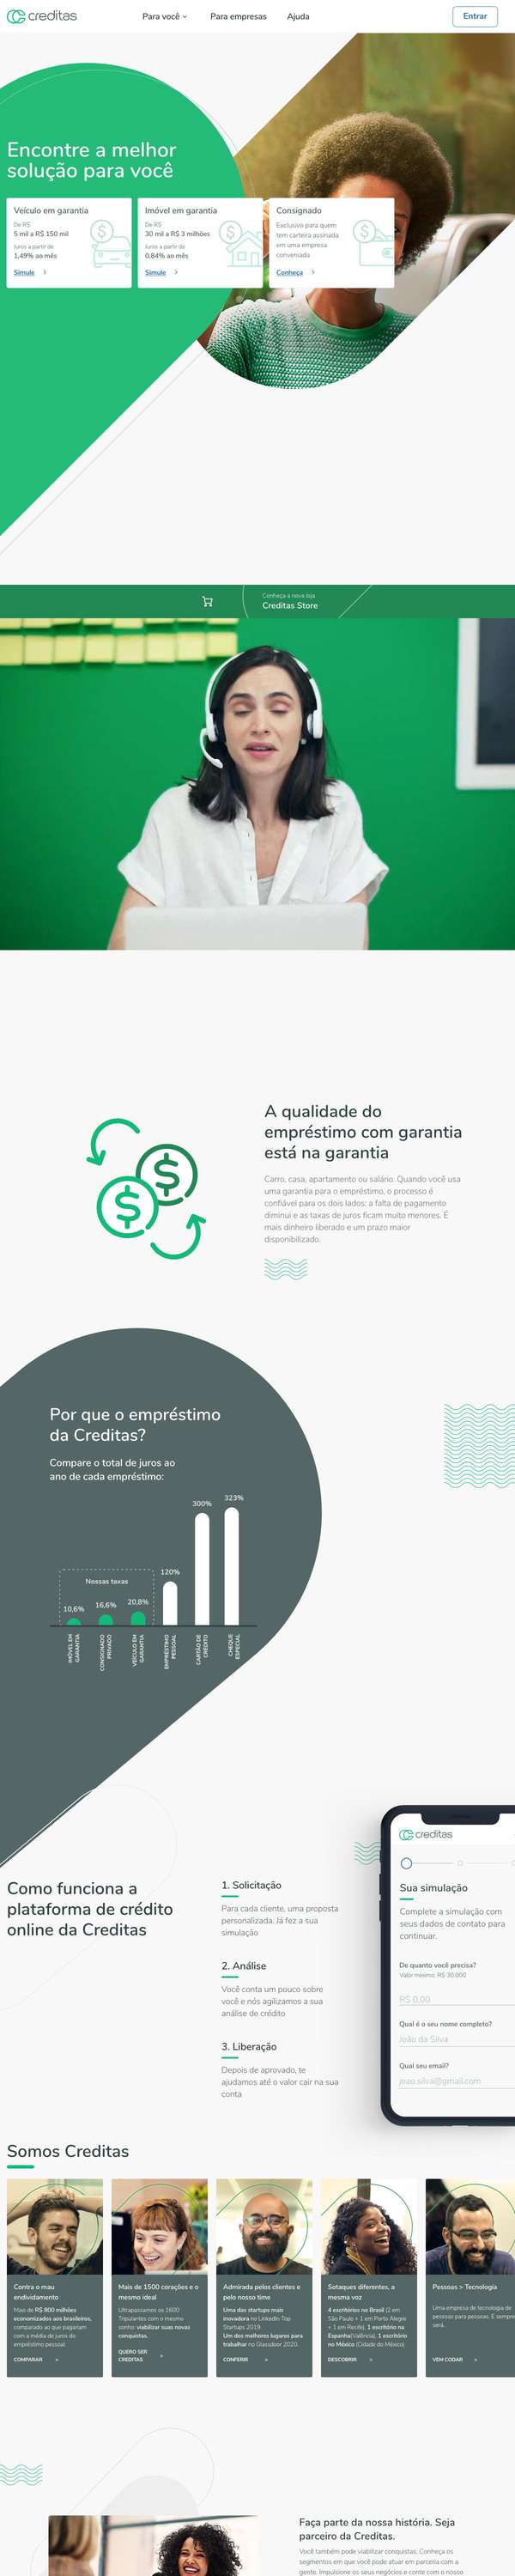 creditas
Para você
Para empresas
Ajuda
Entrar
Encontre a melhor
solução para você
Veículo em garantia
De R$
5 mil a R$ 150 mil
Juros a partir de
1,49% ao mês
Simule
Imóvel em garantia
De R$
30 mil a R$ 3 milhões
Juros a partir de
0,84% ao mês
Simule
Consignado
Exclusivo para quem
tem carteira assinada
em uma empresa
conveniada
Conheça
Conheça a nova loja
Creditas Store
A qualidade do
empréstimo com garantia
está na garantia
Carro, casa, apartamento ou salário. Quando você usa
uma garantia para o empréstimo, o processo é
confiável para os dois lados: a falta de pagamento
diminui e as taxas de juros ficam muito menores. E
mais dinheiro liberado e um prazo maior
disponibilizado.
Por que o empréstimo
da Creditas?
Compare o total de juros ao
ano de cada empréstimo:
Nossas taxas
10,6%
16,6%
20,8%
120%
300%
323%
IMÓVEL EM
GARANTIA
CONSIGNADO
PRIVADO
VEÍCULO EM
GARANTIA
EMPRÉSTIMO
PESSOAL
CARTÃO DE
CRÉDITO
CHEQUE
ESPECIAL
Como funciona a
plataforma de crédito
online da Creditas
1. Solicitação
Para cada cliente, uma proposta
personalizada. Já fez a sua
simulação
2. Análise
Você conta um pouco sobre
você e nós agilizamos a sua
análise de crédito
3. Liberação
Depois de aprovado, te
ajudamos até o valor cair na sua
conta
creditas
Sua simulação
Complete a simulação com
seus dados de contato para
continuar.
De quanto você precisa?
Valor mínimo: R$ 30.000
R$ 0,00
Qual é o seu nome completo?
João da Silva
Qual seu email?
joao.silva@gmail.com
Somos Creditas
Contra o mau
endividamento
Mais de R$ 800 milhões
economizados aos brasileiros,
comparado ao que pagariam
com a média de juros do
empréstimo pessoal
COMPARAR >
Mais de 1500 corações e o
mesmo ideal
Ultrapassamos os 1600
Tripulantes com o mesmo
sonho: viabilizar suas novas
conquistas.
QUERO SER
CREDITAS >
Admirada pelos clientes e
pelo nosso time
Uma das startups mais
inovadora no LinkedIn Top
Startups 2019.
Um dos melhores lugares para
trabalhar no Glassdoor 2020.
CONFERIR >
Sotaques diferentes, a
mesma voz
4 escritórios no Brasil (2 em
São Paulo + 1 em Porto Alegre
+ 1 em Recife), 1 escritório na
Espanha(Valência), 1 escritório
no México (Cidade do México)
DESCOBRIR >
Pessoas > Tecnologia
Uma empresa de tecnologia de
pessoas para pessoas. E sempre
será.
VEM CODAR >
Faça parte da nossa história. Seja
parceiro da Creditas.
Você também pode viabilizar conquistas. Conheça os
segmentos em que você pode atuar em parceria com a
gente. Impulsione os seus negócios e conte com o nosso